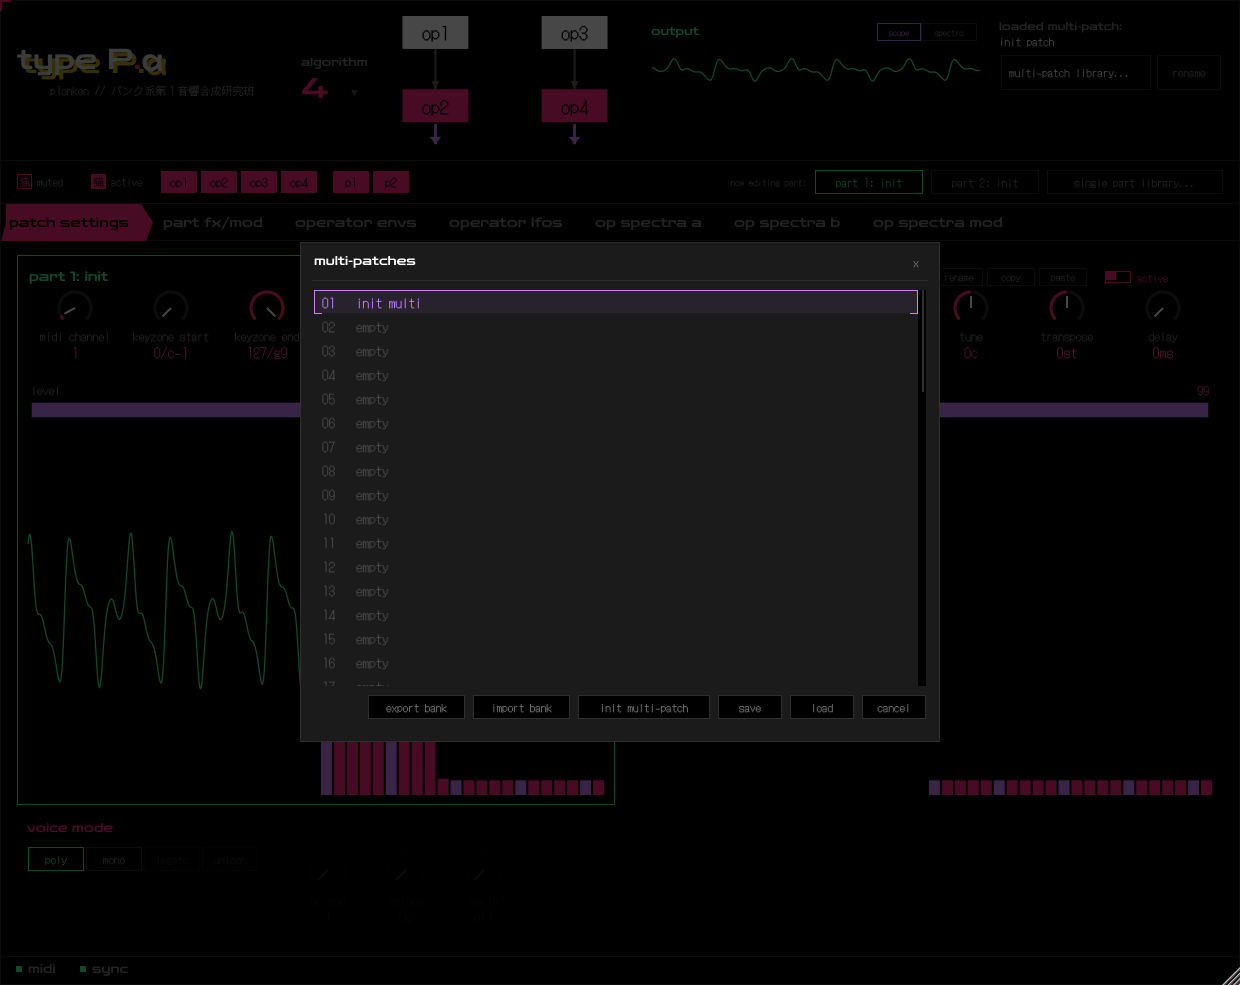 type P.a
plonken // パンク派第1音響合成研究班
algorithm
4
op1
op3
op2
op4
output
scope
spectra
loaded multi-patch:
init patch
multi-patch library...
rename
muted
active
op1
op2
op3
op4
p1
p2
now editing part:
part 1: init
part 2: init
single part library...
patch settings
part fx/mod
operator envs
operator lfos
op spectra a
op spectra b
op spectra mod
multi-patches
x
part 1: init
rename
copy
paste
active
midi channel
1
keyzone start
0/c-1
keyzone end
127/g9
tune
0c
transpose
0st
delay
0ms
level
99
01 init multi
02 empty
03 empty
04 empty
05 empty
06 empty
07 empty
08 empty
09 empty
10 empty
11 empty
12 empty
13 empty
14 empty
15 empty
16 empty
17 empty
export bank
import bank
init multi-patch
save
load
cancel
voice mode
poly
mono
legato
unison
midi
sync